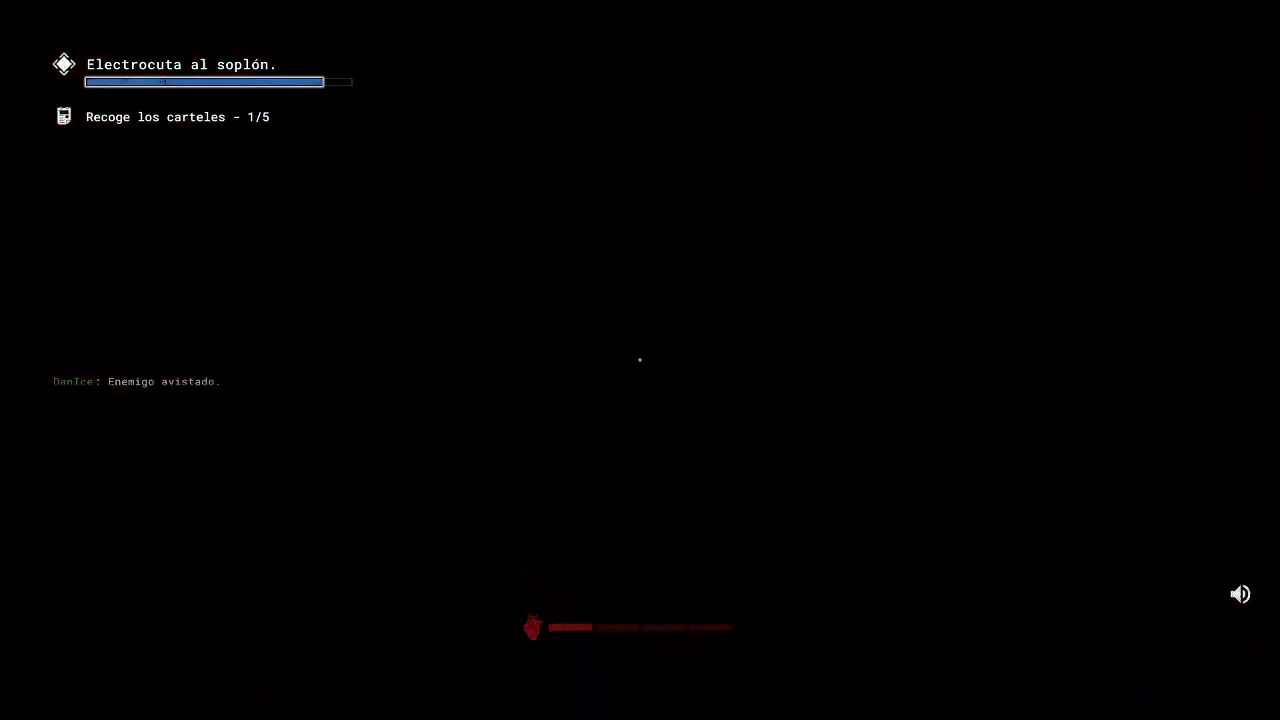 Electrocuta al soplón.
Recoge los carteles - 1/5
DanIce: Enemigo avistado.